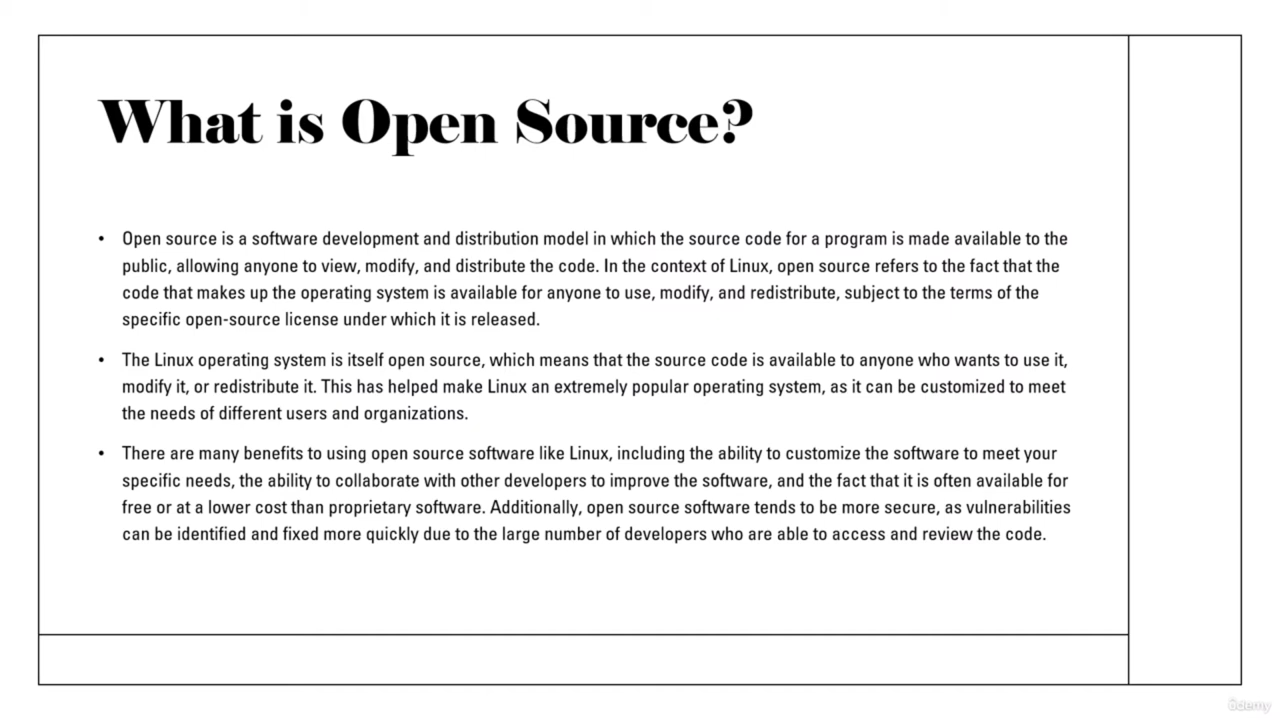 What is Open Source?
• Open source is a software development and distribution model in which the source code for a program is made available to the
public, allowing anyone to view, modify, and distribute the code. In the context of Linux, open source refers to the fact that the
code that makes up the operating system is available for anyone to use, modify, and redistribute, subject to the terms of the
specific open-source license under which it is released.
• The Linux operating system is itself open source, which means that the source code is available to anyone who wants to use it,
modify it, or redistribute it. This has helped make Linux an extremely popular operating system, as it can be customized to meet
the needs of different users and organizations.
• There are many benefits to using open source software like Linux, including the ability to customize the software to meet your
specific needs, the ability to collaborate with other developers to improve the software, and the fact that it is often available for
free or at a lower cost than proprietary software. Additionally, open source software tends to be more secure, as vulnerabilities
can be identified and fixed more quickly due to the large number of developers who are able to access and review the code.
ûdemy